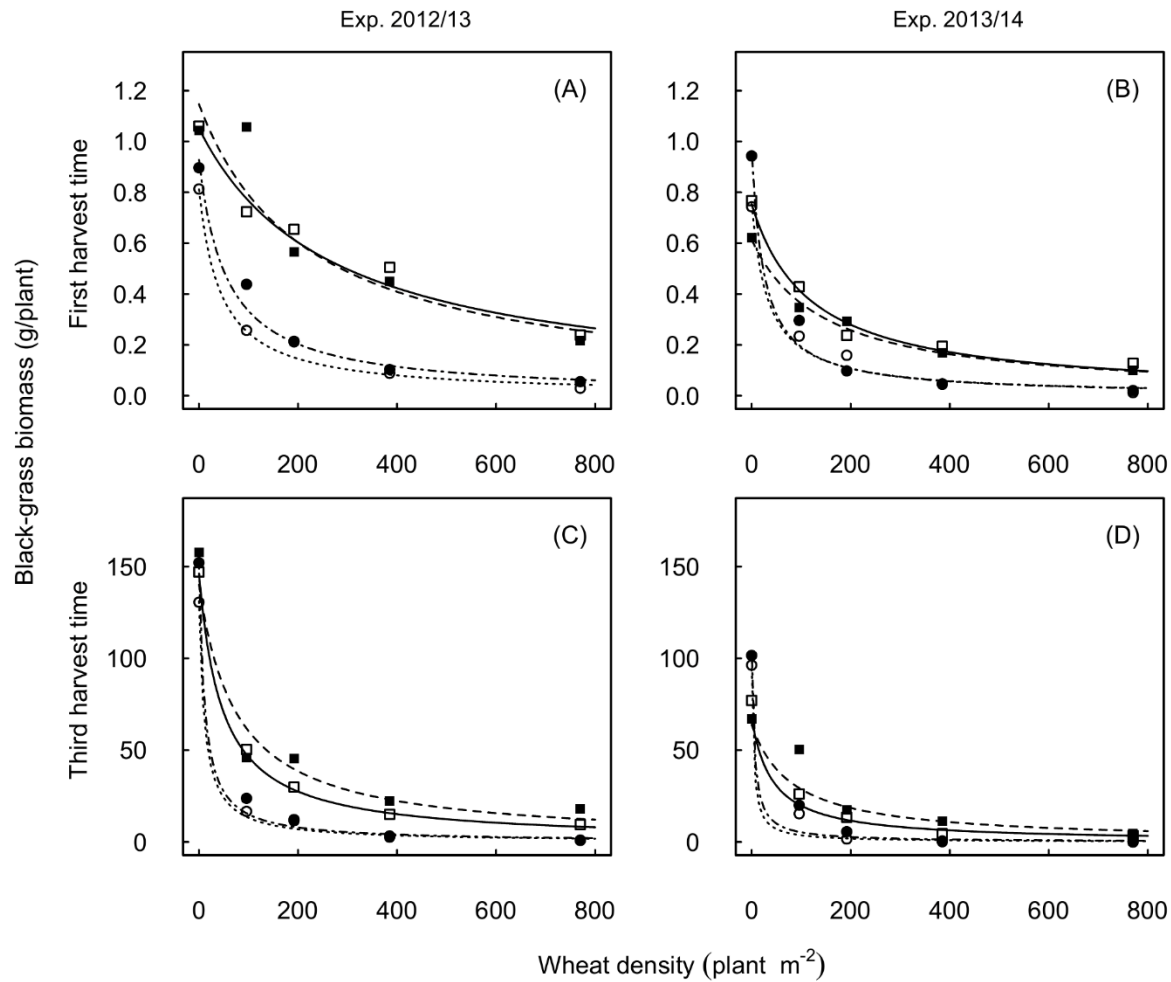 Exp. 2012/13
Exp. 2013/14
Black-grass biomass (g/plant)
First harvest time
(A)
1.2
1.0
0.8
0.6
0.4
0.2
0.0
0 200 400 600 800
(B)
1.2
1.0
0.8
0.6
0.4
0.2
0.0
0 200 400 600 800
Third harvest time
(C)
150
100
50
0
0 200 400 600 800
(D)
150
100
50
0
0 200 400 600 800
Wheat density (plant m⁻²)